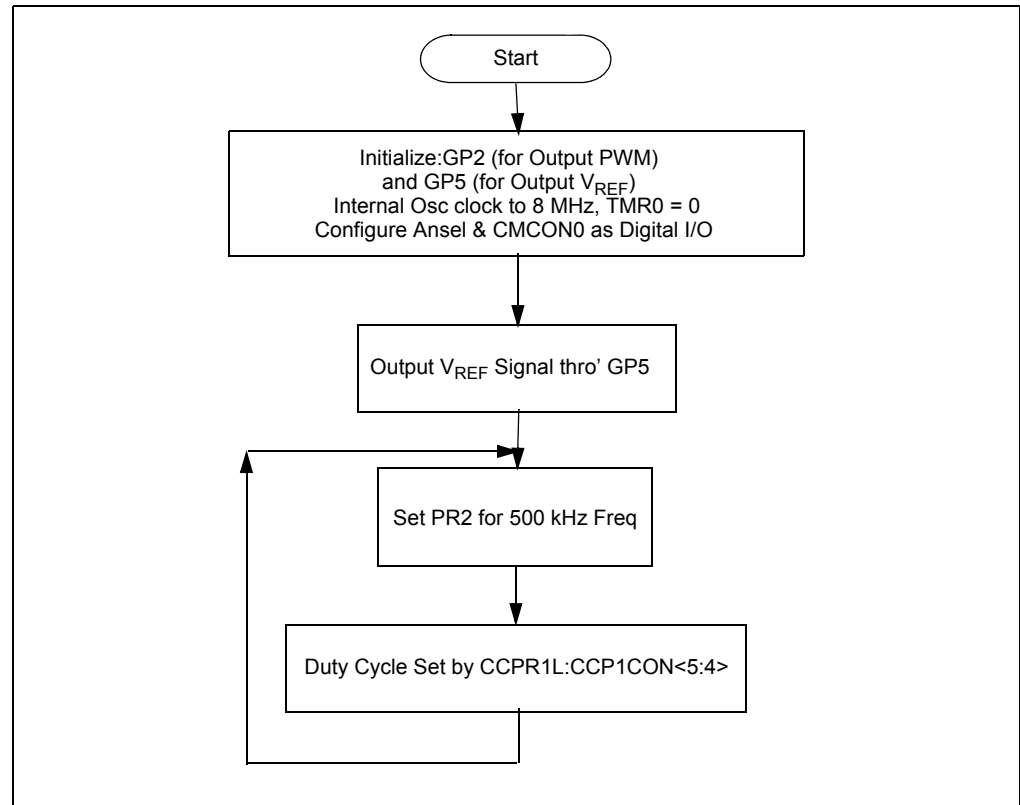 Start
Initialize:GP2 (for Output PWM)
and GP5 (for Output VREF)
Internal Osc clock to 8 MHz, TMR0 = 0
Configure Ansel & CMCON0 as Digital I/O
Output VREF Signal thro' GP5
Set PR2 for 500 kHz Freq
Duty Cycle Set by CCPR1L:CCP1CON<5:4>